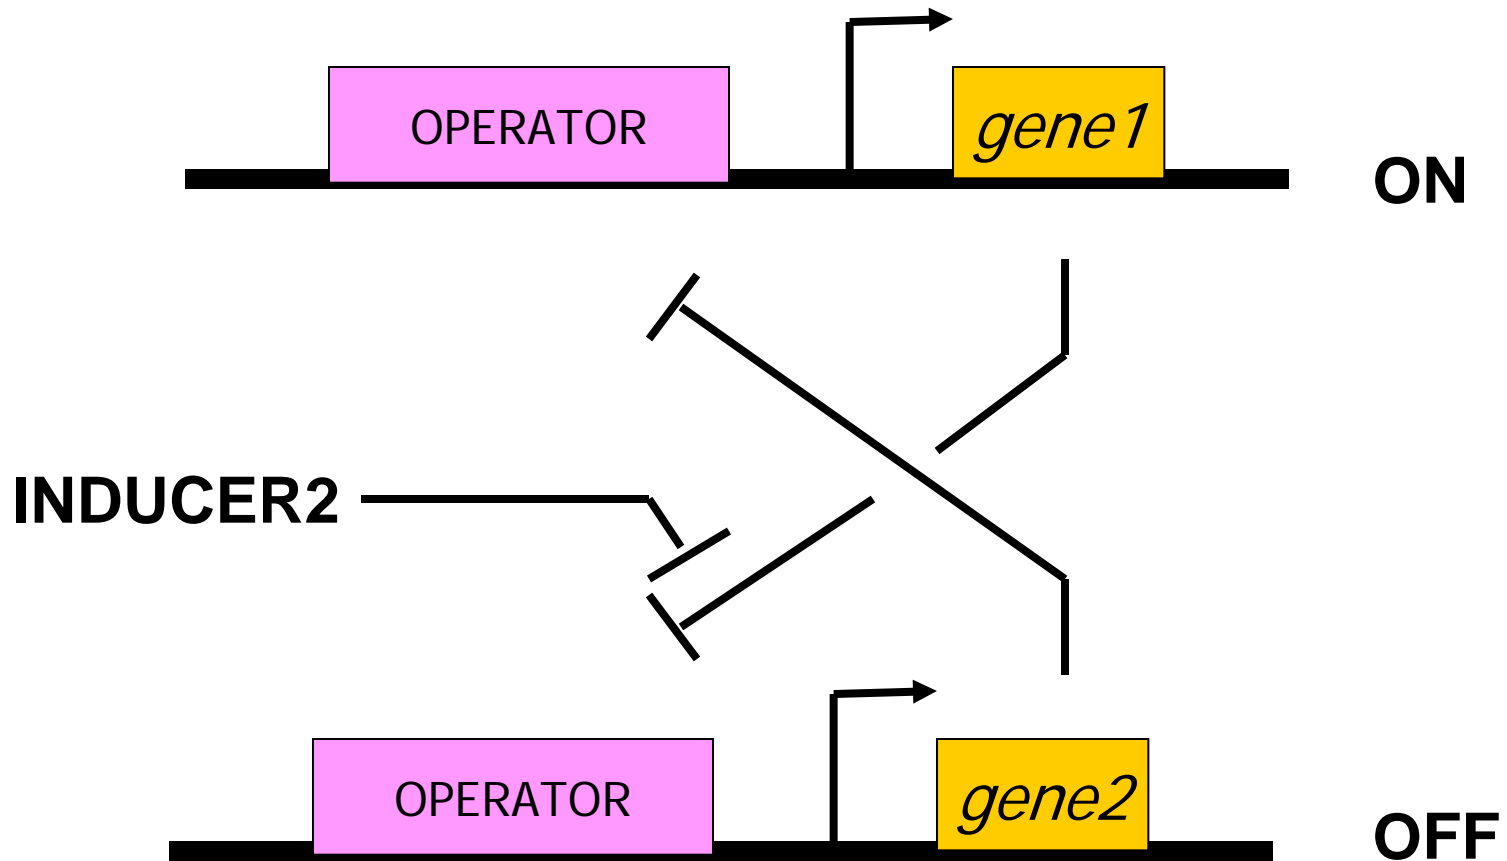 OPERATOR
gene1
ON
INDUCER2
OPERATOR
gene2
OFF